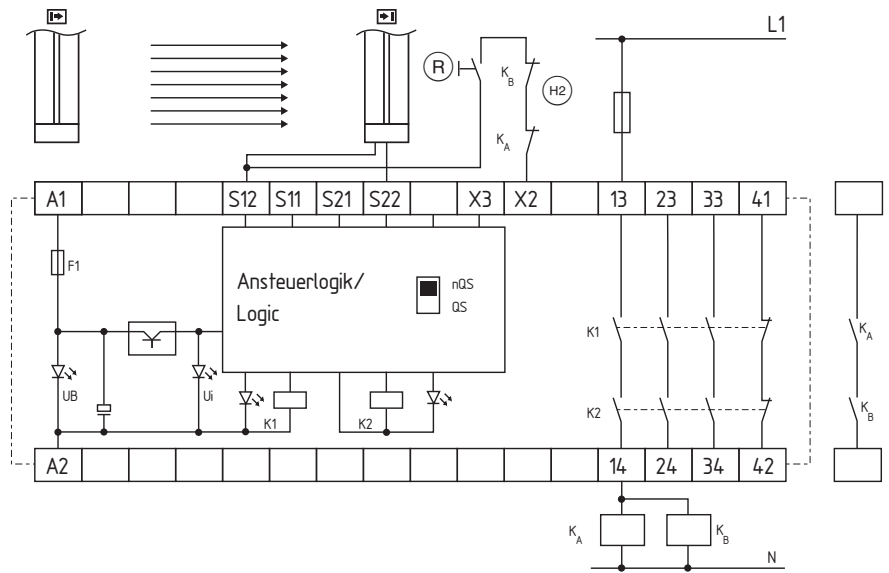 L1
R
K_B
H2
K_A
A1 S12 S11 S21 S22 X3 X2 13 23 33 41
F1
Ansteuerlogik/
Logic
nQS
QS
K1
K_A
UB
Ui
K1
K2
K2
K_B
A2 14 24 34 42
K_A
K_B
N